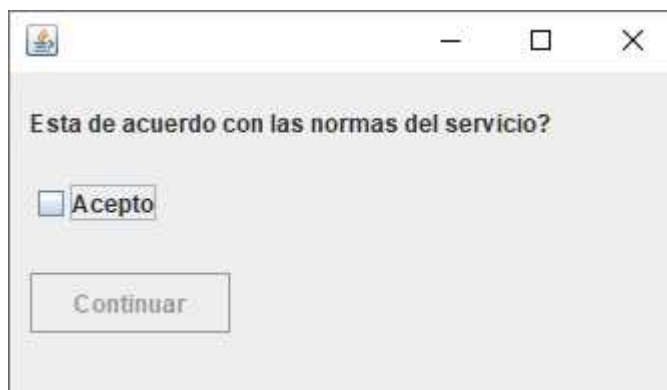 Esta de acuerdo con las normas del servicio?
Acepto
Continuar